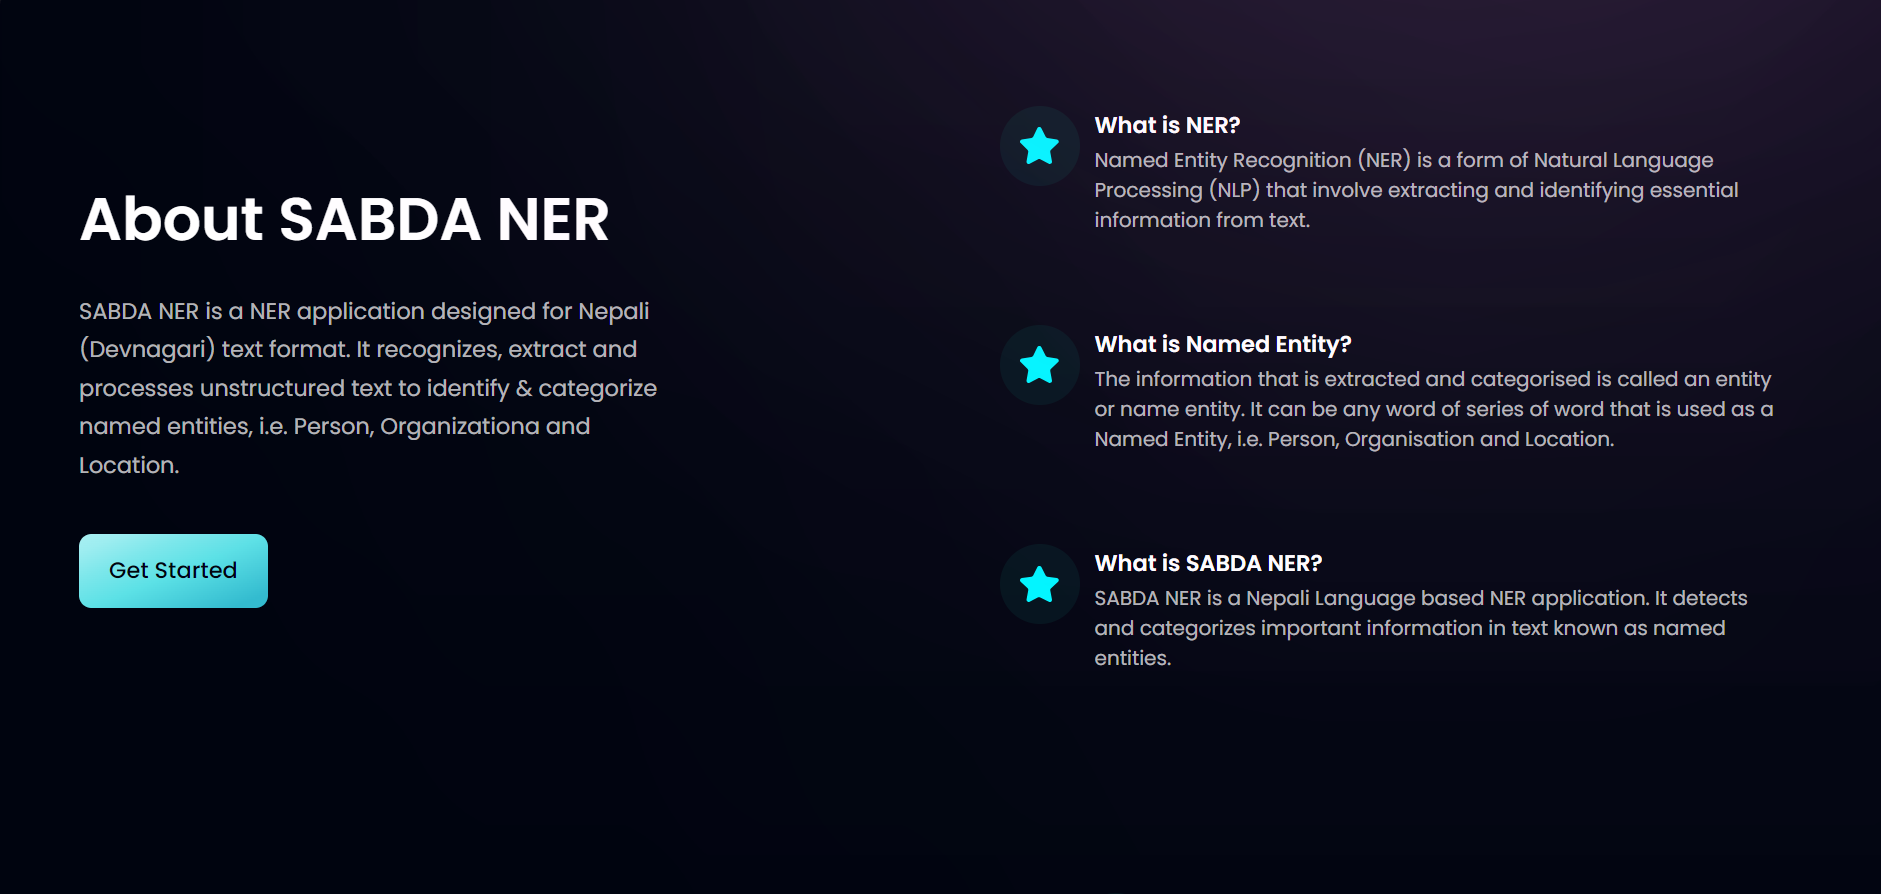 About SABDA NER
SABDA NER is a NER application designed for Nepali
(Devnagari) text format. It recognizes, extract and
processes unstructured text to identify & categorize
named entities, i.e. Person, Organizationa and
Location.
Get Started
What is NER?
Named Entity Recognition (NER) is a form of Natural Language
Processing (NLP) that involve extracting and identifying essential
information from text.
What is Named Entity?
The information that is extracted and categorised is called an entity
or name entity. It can be any word of series of word that is used as a
Named Entity, i.e. Person, Organisation and Location.
What is SABDA NER?
SABDA NER is a Nepali Language based NER application. It detects
and categorizes important information in text known as named
entities.